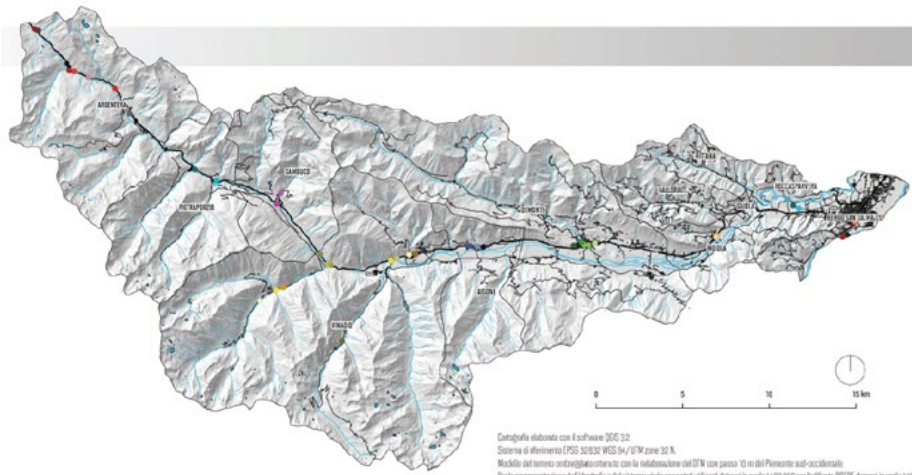 ARGENTERA
SAMBUCO
PIETRAPORZIO
VINADIO
AISONE
DEMONTE
MOIOLA
GAIOLA
RITTANA
ROCCASPARVERA
BORGO SAN DALMAZZO
0 5 10 15 km
Cartografia elaborata con il software QGIS 3.2.
Sistema di riferimento EPSG 32632 WGS 84 / UTM zone 32 N.
Modello del terreno ombreggiato ottenuto con la rielaborazione del DTM con passo 10 m del Piemonte sud-occidentale.